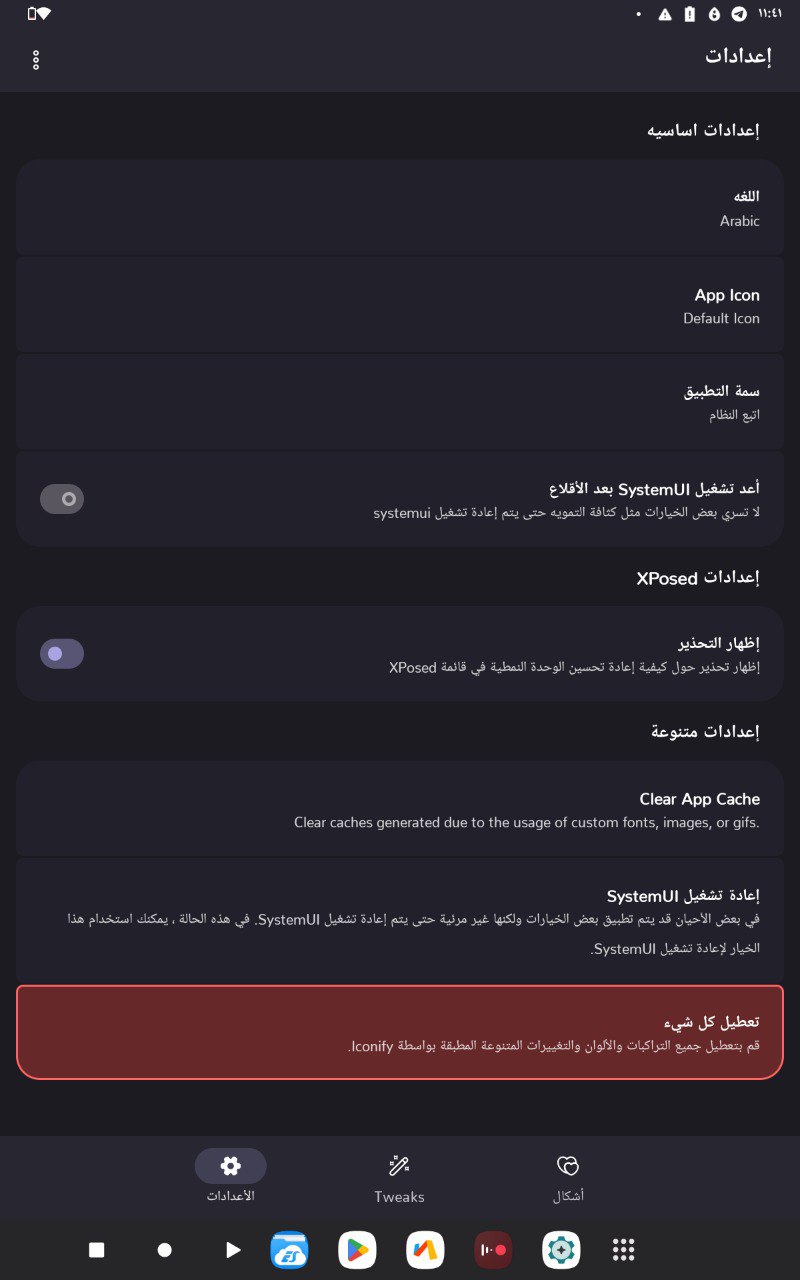 ١١:٤١
إعدادات
إعدادات اساسيه
اللغه
Arabic
App Icon
Default Icon
سمة التطبيق
اتبع النظام
أعد تشغيل SystemUI بعد الأقلاع
لا تسري بعض الخيارات مثل كثافة التمويه حتى يتم إعادة تشغيل systemui
إعدادات XPosed
إظهار التحذير
إظهار تحذير حول كيفية إعادة تحسين الوحدة النمطية في قائمة XPosed
إعدادات متنوعة
Clear App Cache
Clear caches generated due to the usage of custom fonts, images, or gifs.
إعادة تشغيل SystemUI
في بعض الأحيان قد يتم تطبيق بعض الخيارات ولكنها غير مرئية حتى يتم إعادة تشغيل SystemUI. في هذه الحالة ، يمكنك استخدام هذا
الخيار لإعادة تشغيل SystemUI.
تعطيل كل شيء
قم بتعطيل جميع التراكبات والألوان والتغييرات المتنوعة المطبقة بواسطة Iconify.
أشكال
Tweaks
الأعدادات
ES